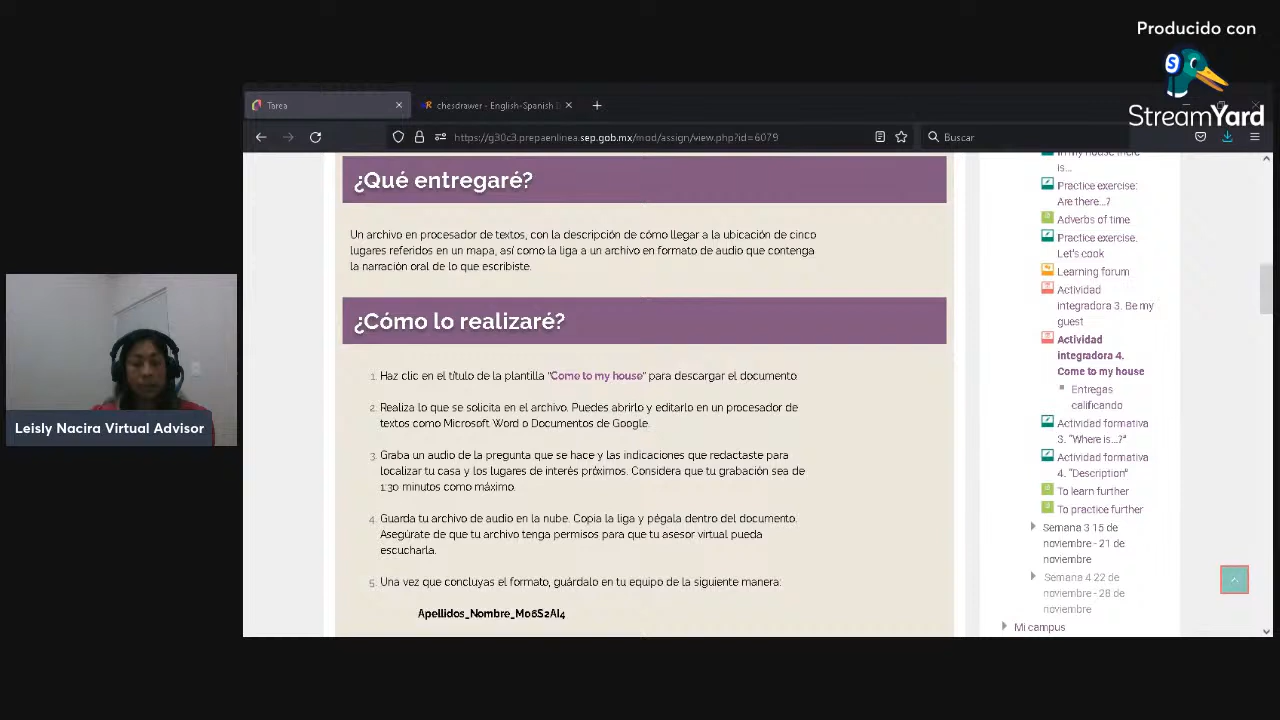 Producido con
StreamYard
Tarea
chesdrawer - English-Spanish
https://g30c3.prepaenlinea.sep.gob.mx/mod/assign/view.php?id=6079
Buscar
¿Qué entregaré?
Un archivo en procesador de textos, con la descripción de cómo llegar a la ubicación de cinco
lugares referidos en un mapa, así como la liga a un archivo en formato de audio que contenga
la narración oral de lo que escribiste.
¿Cómo lo realizaré?
1. Haz clic en el título de la plantilla "Come to my house" para descargar el documento.
2. Realiza lo que se solicita en el archivo. Puedes abrirlo y editarlo en un procesador de
textos como Microsoft Word o Documentos de Google.
3. Graba un audio de la pregunta que se hace y las indicaciones que redactaste para
localizar tu casa y los lugares de interés próximos. Considera que tu grabación sea de
1:30 minutos como máximo.
4. Guarda tu archivo de audio en la nube. Copia la liga y pégala dentro del documento.
Asegúrate de que tu archivo tenga permisos para que tu asesor virtual pueda
escucharla.
5. Una vez que concluyas el formato, guárdalo en tu equipo de la siguiente manera:
Apellidos_Nombre_M06S2AI4
In my house there
is...
Practice exercise:
Are there...?
Adverbs of time
Practice exercise.
Let's cook
Learning forum
Actividad
integradora 3. Be my
guest
Actividad
integradora 4.
Come to my house
Entregas
calificando
Actividad formativa
3. "Where is...?"
Actividad formativa
4. "Description"
To learn further
To practice further
Semana 3 15 de
noviembre - 21 de
noviembre
Semana 4 22 de
noviembre - 28 de
noviembre
Mi campus
Leisly Nacira Virtual Advisor